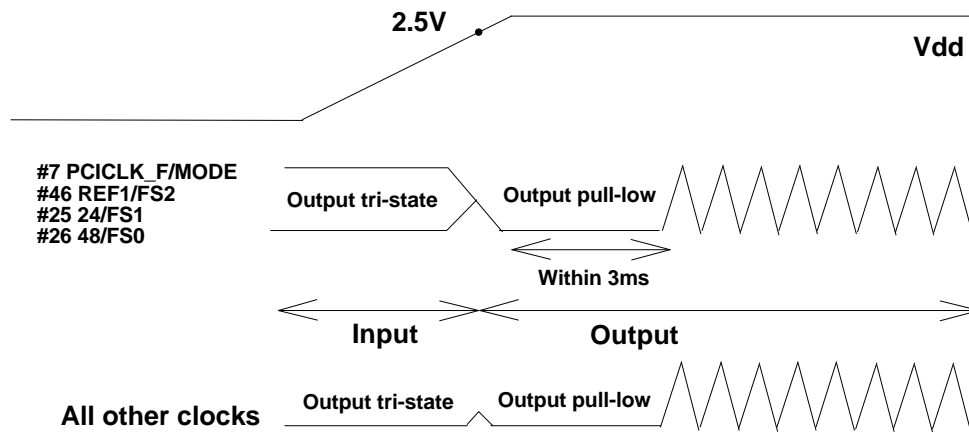 2.5V
Vdd
#7 PCICLK_F/MODE
#46 REF1/FS2
#25 24/FS1
#26 48/FS0
Output tri-state
Output pull-low
Within 3ms
Input
Output
All other clocks
Output tri-state
Output pull-low